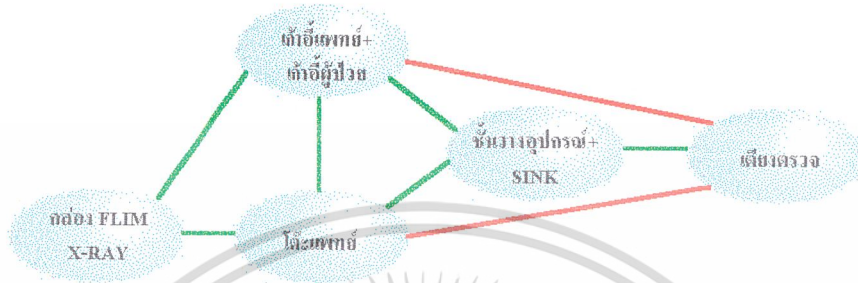 เก้าอี้แพทย์+
เก้าอี้ผู้ป่วย
ชั้นวางอุปกรณ์+
SINK
เตียงตรวจ
กล่อง FLIM
X-RAY
โต๊ะแพทย์